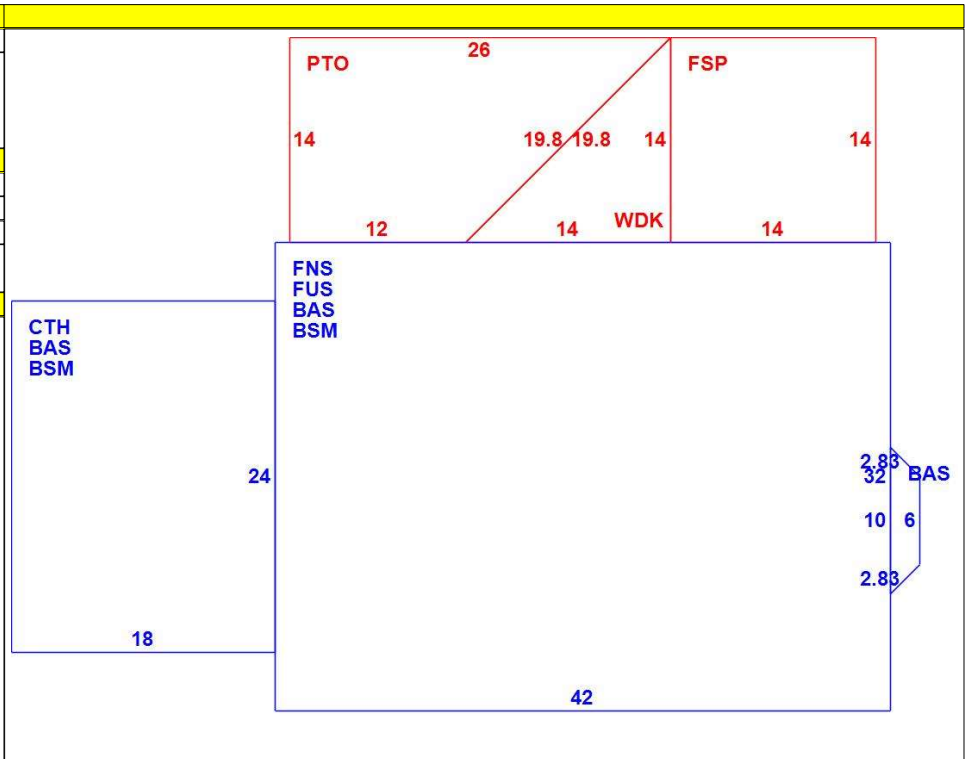 26
PTO
FSP
14
19.8
19.8
14
14
12
14
WDK
14
FNS
FUS
BAS
BSM
CTH
BAS
BSM
24
2.83
32
BAS
10
6
2.83
18
42